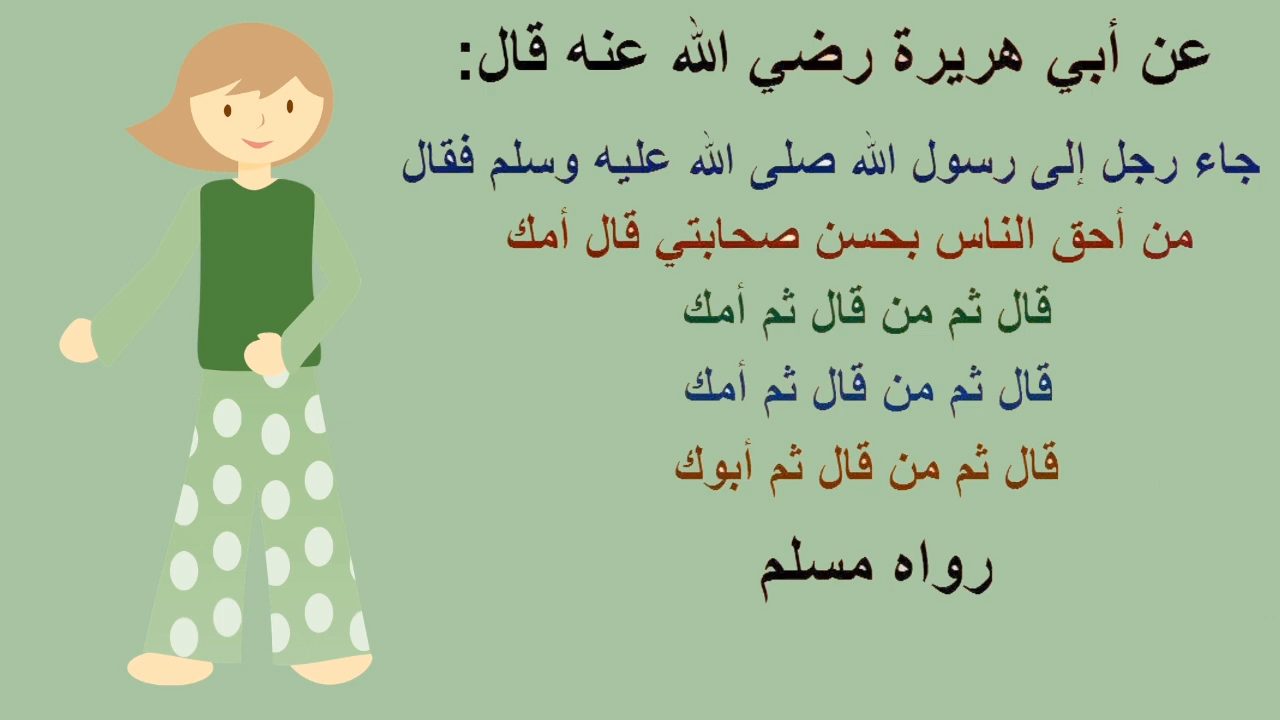 عن أبي هريرة رضي الله عنه قال:
جاء رجل إلى رسول الله صلى الله عليه وسلم فقال
من أحق الناس بحسن صحابتي قال أمك
قال ثم من قال ثم أمك
قال ثم من قال ثم أمك
قال ثم من قال ثم أبوك
رواه مسلم